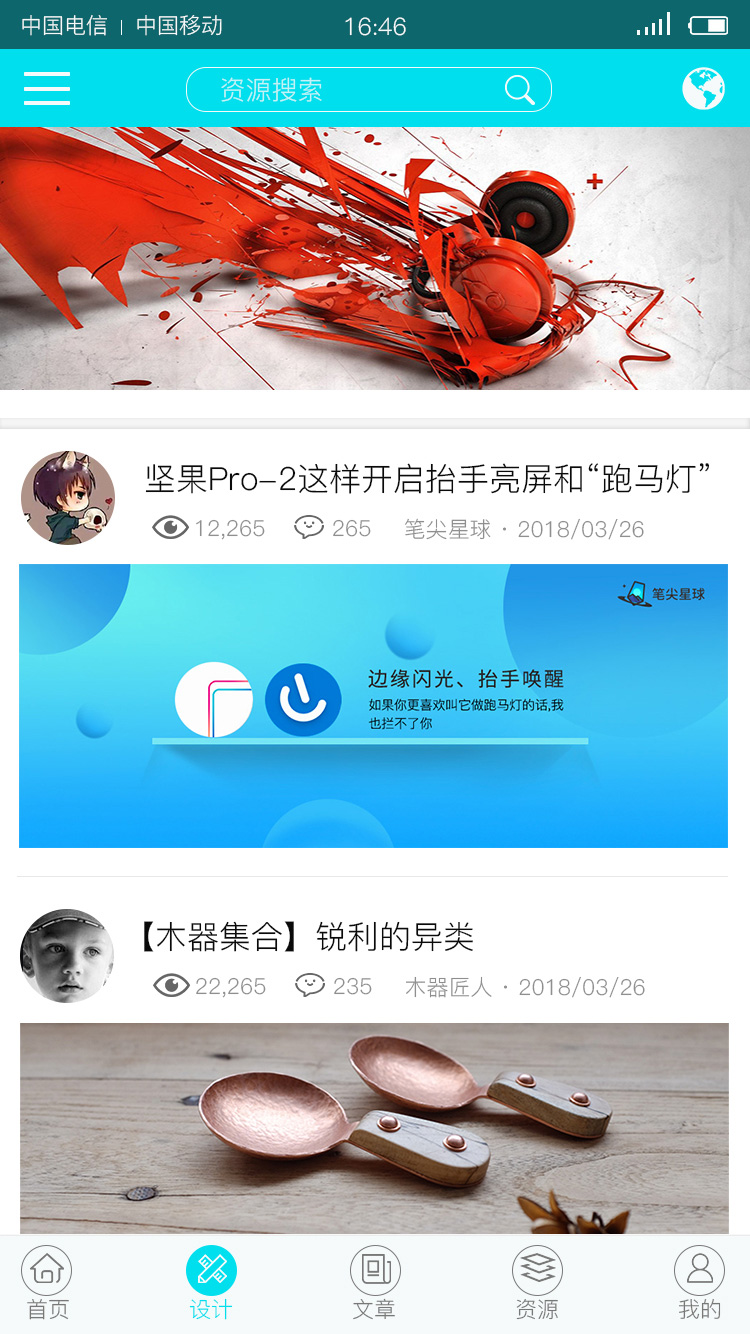 中国电信 | 中国移动 16:46
资源搜索
坚果Pro-2这样开启抬手亮屏和“跑马灯”
12,265 265 笔尖星球 · 2018/03/26
笔尖星球
边缘闪光、抬手唤醒
如果你更喜欢叫它做跑马灯的话,我
也拦不了你
【木器集合】锐利的异类
22,265 235 木器匠人 · 2018/03/26
首页 设计 文章 资源 我的